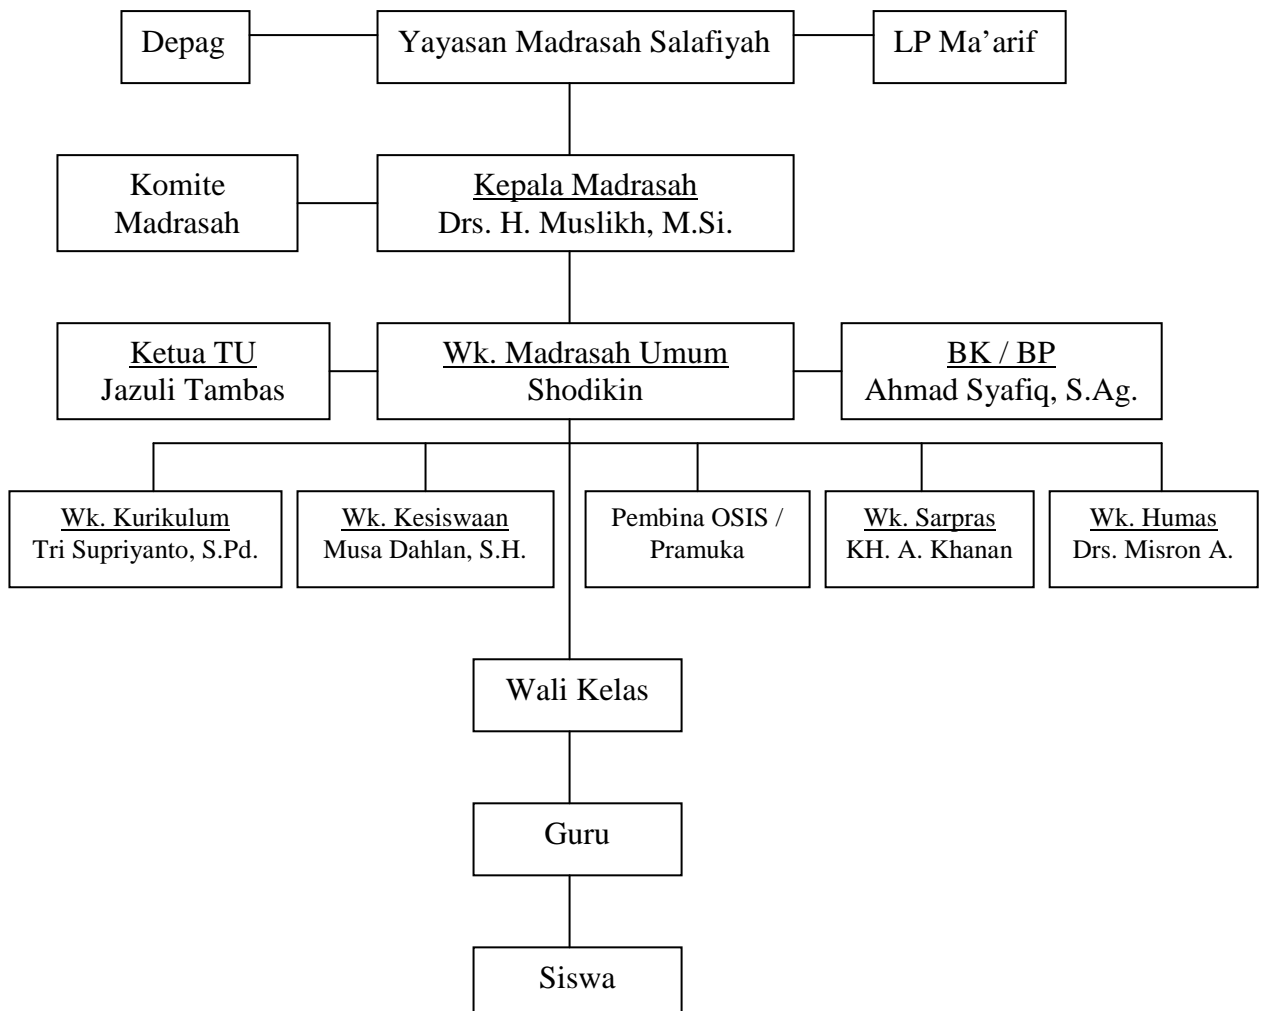 Depag
Yayasan Madrasah Salafiyah
LP Ma’arif
Komite
Madrasah
Kepala Madrasah
Drs. H. Muslikh, M.Si.
Ketua TU
Jazuli Tambas
Wk. Madrasah Umum
Shodikin
BK / BP
Ahmad Syafiq, S.Ag.
Wk. Kurikulum
Tri Supriyanto, S.Pd.
Wk. Kesiswaan
Musa Dahlan, S.H.
Pembina OSIS /
Pramuka
Wk. Sarpras
KH. A. Khanan
Wk. Humas
Drs. Misron A.
Wali Kelas
Guru
Siswa